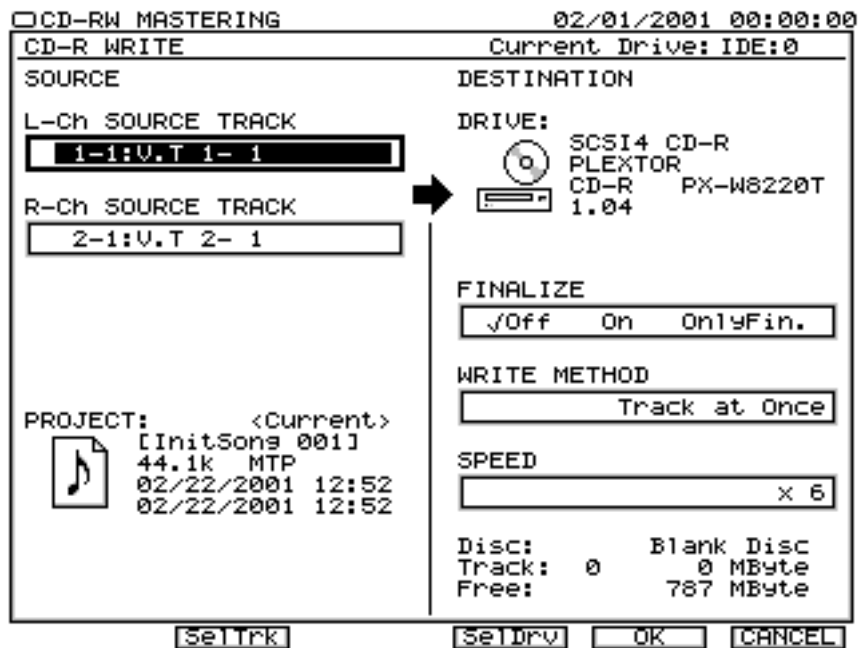 CD-RW MASTERING 02/01/2001 00:00:00
CD-R WRITE Current Drive: IDE:0
SOURCE
L-Ch SOURCE TRACK
1-1:V.T 1- 1
R-Ch SOURCE TRACK
2-1:V.T 2- 1
PROJECT: <Current>
[InitSong 001]
44.1k MTP
02/22/2001 12:52
02/22/2001 12:52
DESTINATION
DRIVE:
SCSI4 CD-R
PLEXTOR
CD-R PX-W8220T
1.04
FINALIZE
√Off On OnlyFin.
WRITE METHOD
Track at Once
SPEED
x 6
Disc: Blank Disc
Track: 0 0 MByte
Free: 787 MByte
SelTrk SelDrv OK CANCEL